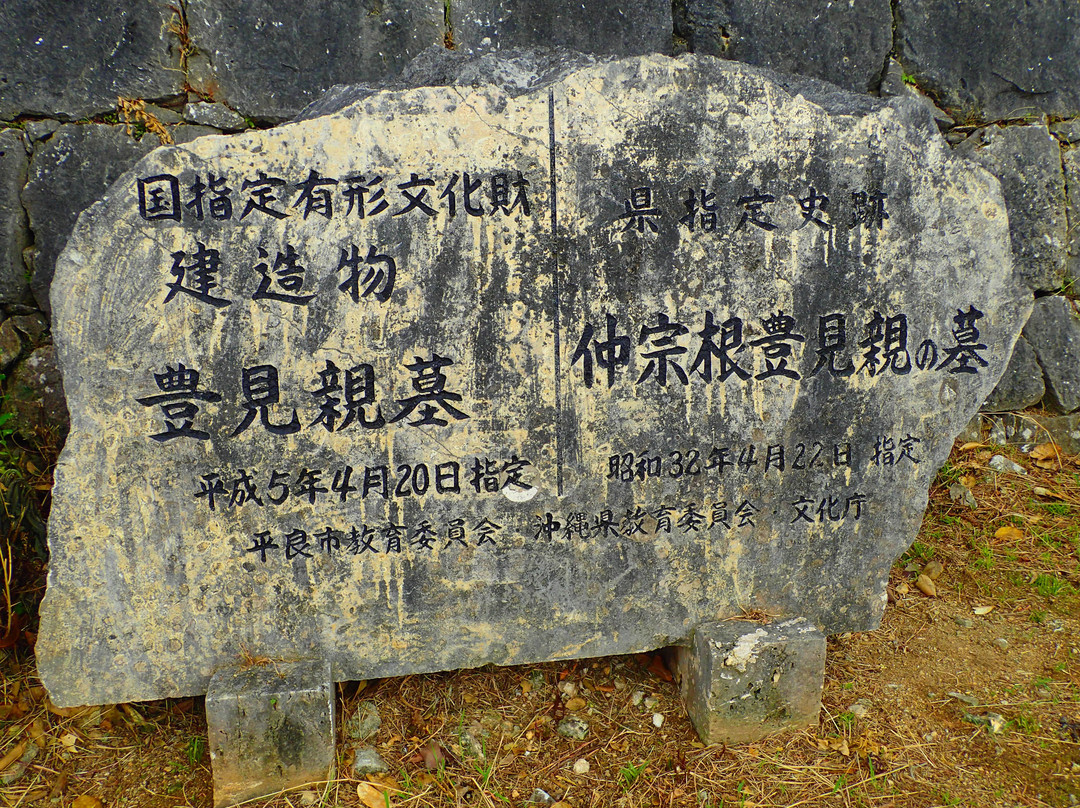 国指定有形文化財
建造物
豊見親墓
平成5年4月20日指定
県指定史跡
仲宗根豊見親の墓
昭和32年4月22日 指定
平良市教育委員会 沖縄県教育委員会 文化庁